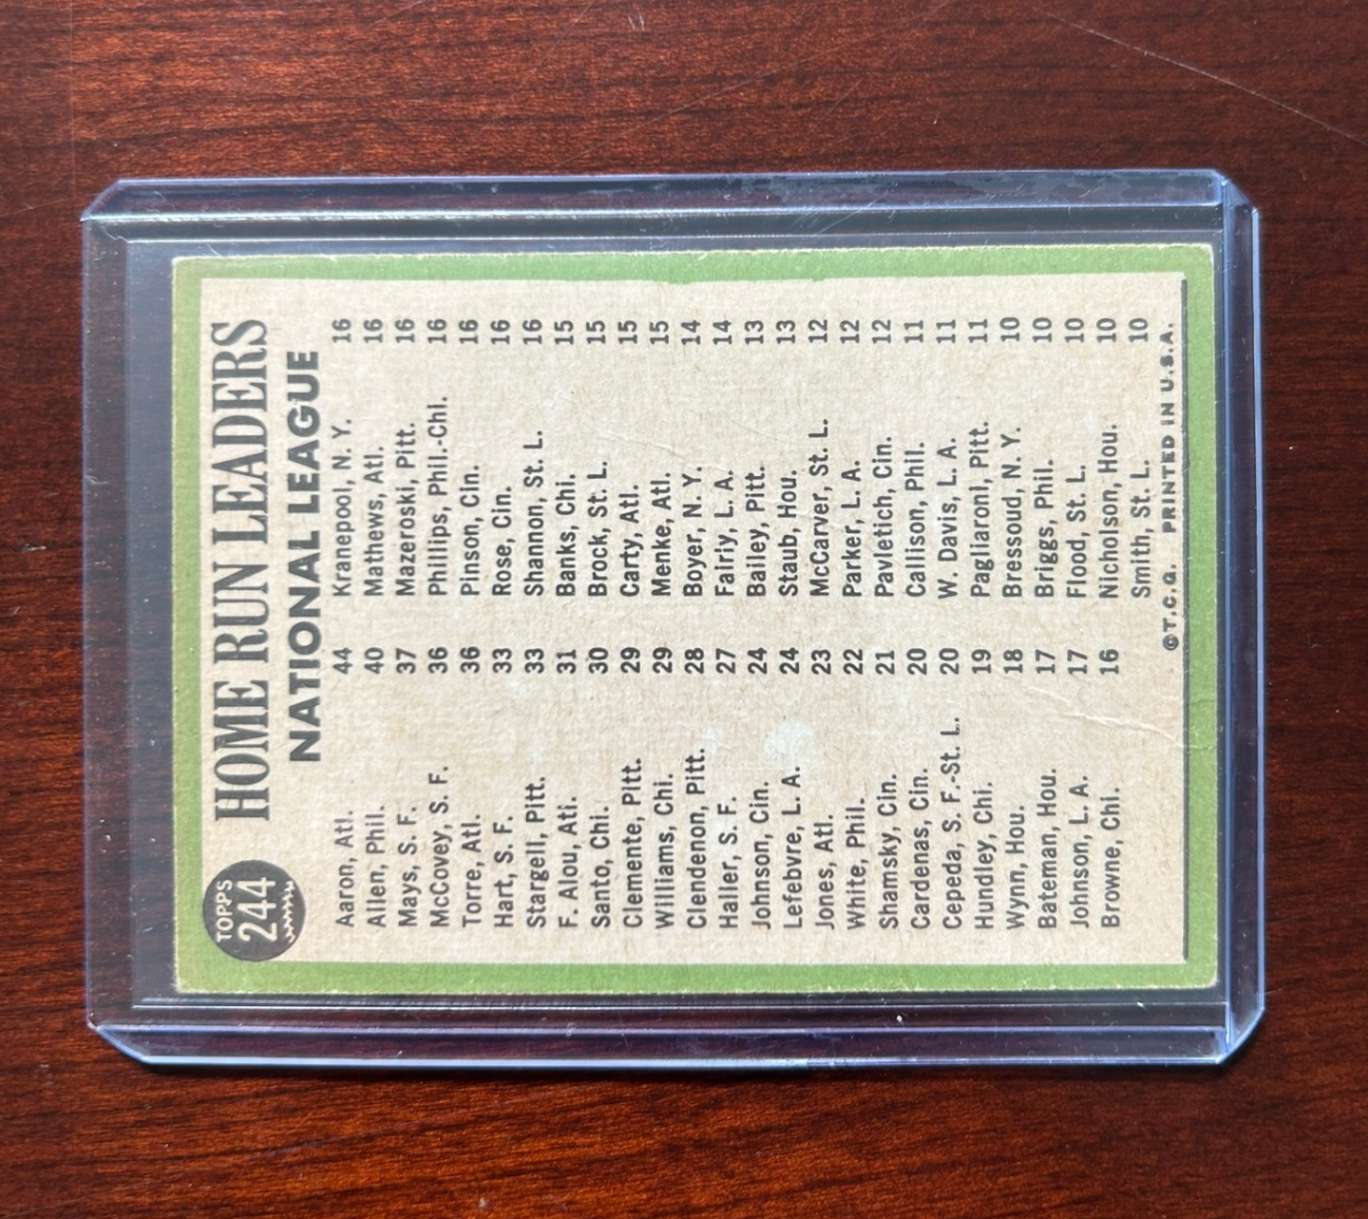 TOPPS
244
HOME RUN LEADERS
NATIONAL LEAGUE
Aaron, Atl. 44
Allen, Phil. 40
Mays, S. F. 37
McCovey, S. F. 36
Torre, Atl. 36
Hart, S. F. 33
Stargell, Pitt. 33
F. Alou, Atl. 31
Santo, Chi. 30
Clemente, Pitt. 29
Williams, Chi. 29
Clendenon, Pitt. 28
Haller, S. F. 27
Johnson, Cin. 24
Lefebvre, L. A. 24
Jones, Atl. 23
White, Phil. 22
Shamsky, Cin. 21
Cardenas, Cin. 20
Cepeda, S. F.-St. L. 20
Hundley, Chi. 19
Wynn, Hou. 18
Bateman, Hou. 17
Johnson, L. A. 17
Browne, Chi. 16
Kranepool, N. Y. 16
Mathews, Atl. 16
Mazeroski, Pitt. 16
Phillips, Phil.-Chi. 16
Pinson, Cin. 16
Rose, Cin. 16
Shannon, St. L. 16
Banks, Chi. 15
Brock, St. L. 15
Carty, Atl. 15
Menke, Atl. 15
Boyer, N. Y. 14
Fairly, L. A. 14
Bailey, Pitt. 13
Staub, Hou. 13
McCarver, St. L. 12
Parker, L. A. 12
Pavletich, Cin. 12
Callison, Phil. 11
W. Davis, L. A. 11
Pagliaroni, Pitt. 11
Bressoud, N. Y. 10
Briggs, Phil. 10
Flood, St. L. 10
Nicholson, Hou. 10
Smith, St. L. 10
©T.C.G. PRINTED IN U.S.A.